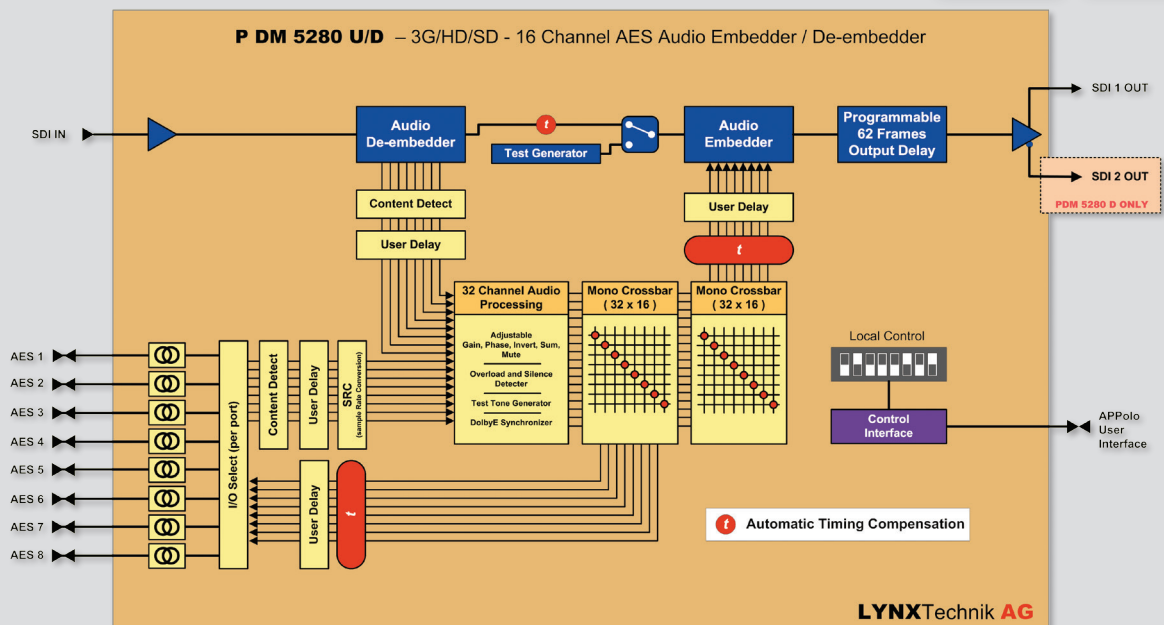 P DM 5280 U/D – 3G/HD/SD - 16 Channel AES Audio Embedder / De-embedder
SDI IN
Audio
De-embedder
t
Test Generator
Audio
Embedder
Programmable
62 Frames
Output Delay
SDI 1 OUT
SDI 2 OUT
PDM 5280 D ONLY
Content Detect
User Delay
User Delay
t
32 Channel Audio
Processing
Adjustable
Gain, Phase, Invert, Sum,
Mute
Overload and Silence
Detecter
Test Tone Generator
DolbyE Synchronizer
Mono Crossbar
( 32 x 16 )
Mono Crossbar
( 32 x 16 )
Local Control
Control
Interface
APPolo
User
Interface
AES 1
AES 2
AES 3
AES 4
AES 5
AES 6
AES 7
AES 8
I/O Select (per port)
Content Detect
User Delay
SRC
(sample Rate Conversion)
User Delay
t
t Automatic Timing Compensation
LYNXTechnik AG